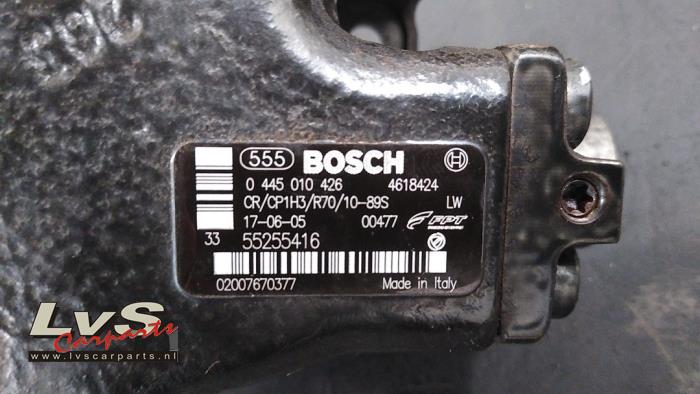 555 BOSCH
0 445 010 426 4618424
CR/CP1H3/R70/10-89S LW
17-06-05 00477 FPT
33 55255416
02007670377 Made in Italy
LvS
Carparts
www.lvscarparts.nl